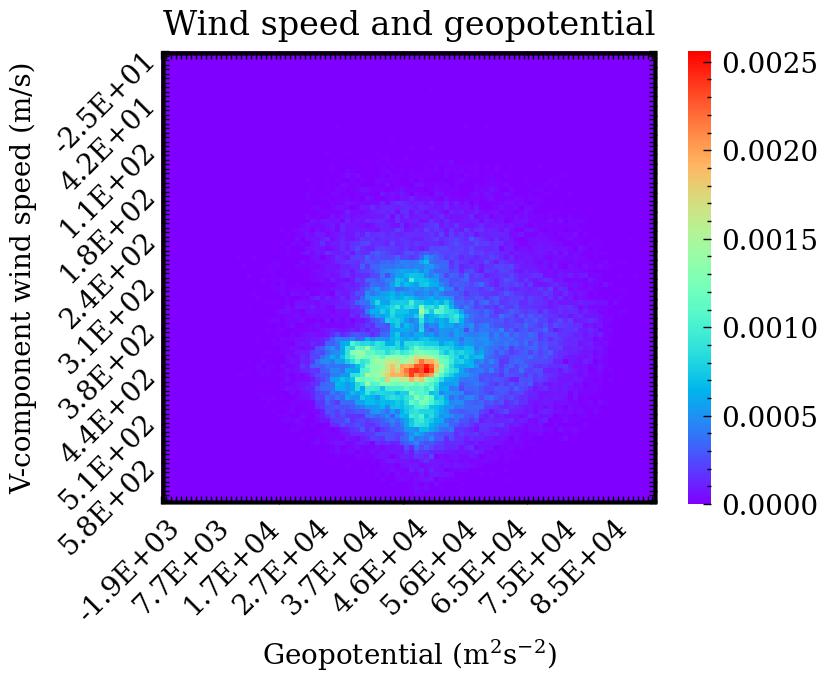 Wind speed and geopotential
V-component wind speed (m/s)
-2.5E+01
4.2E+01
1.1E+02
1.8E+02
2.4E+02
3.1E+02
3.8E+02
4.4E+02
5.1E+02
5.8E+02
-1.9E+03
7.7E+03
1.7E+04
2.7E+04
3.7E+04
4.6E+04
5.6E+04
6.5E+04
7.5E+04
8.5E+04
Geopotential (m²s⁻²)
0.0025
0.0020
0.0015
0.0010
0.0005
0.0000